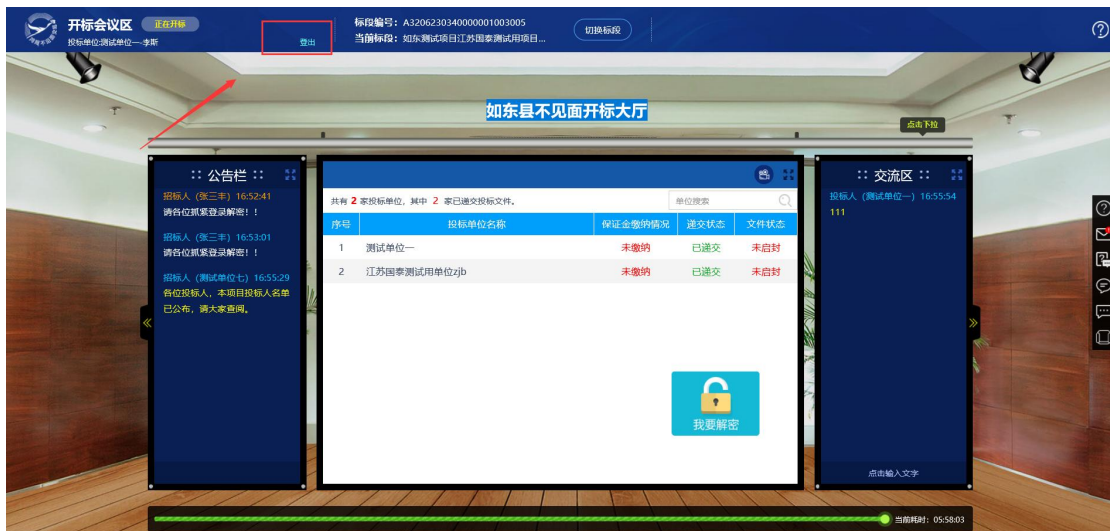 开标会议区 正在开标
投标单位:测试单位一-李斯
登出
标段编号：A3206230340000001003005
当前标段：如东测试项目江苏国泰测试用项目...
切换标段
如东县不见面开标大厅
点击下拉
:: 公告栏 ::
招标人（张三丰）16:52:41
请各位抓紧登录解密！！
招标人（张三丰）16:53:01
请各位抓紧登录解密！！
招标人（测试单位七）16:55:29
各位投标人，本项目投标人名单
已公布，请大家查阅。
共有 2 家投标单位，其中 2 家已递交投标文件。
单位搜索
序号 投标单位名称 保证金缴纳情况 递交状态 文件状态
1 测试单位一 未缴纳 已递交 未启封
2 江苏国泰测试用单位zjb 未缴纳 已递交 未启封
我要解密
:: 交流区 ::
投标人（测试单位一）16:55:54
111
点击输入文字
当前耗时：05:58:03